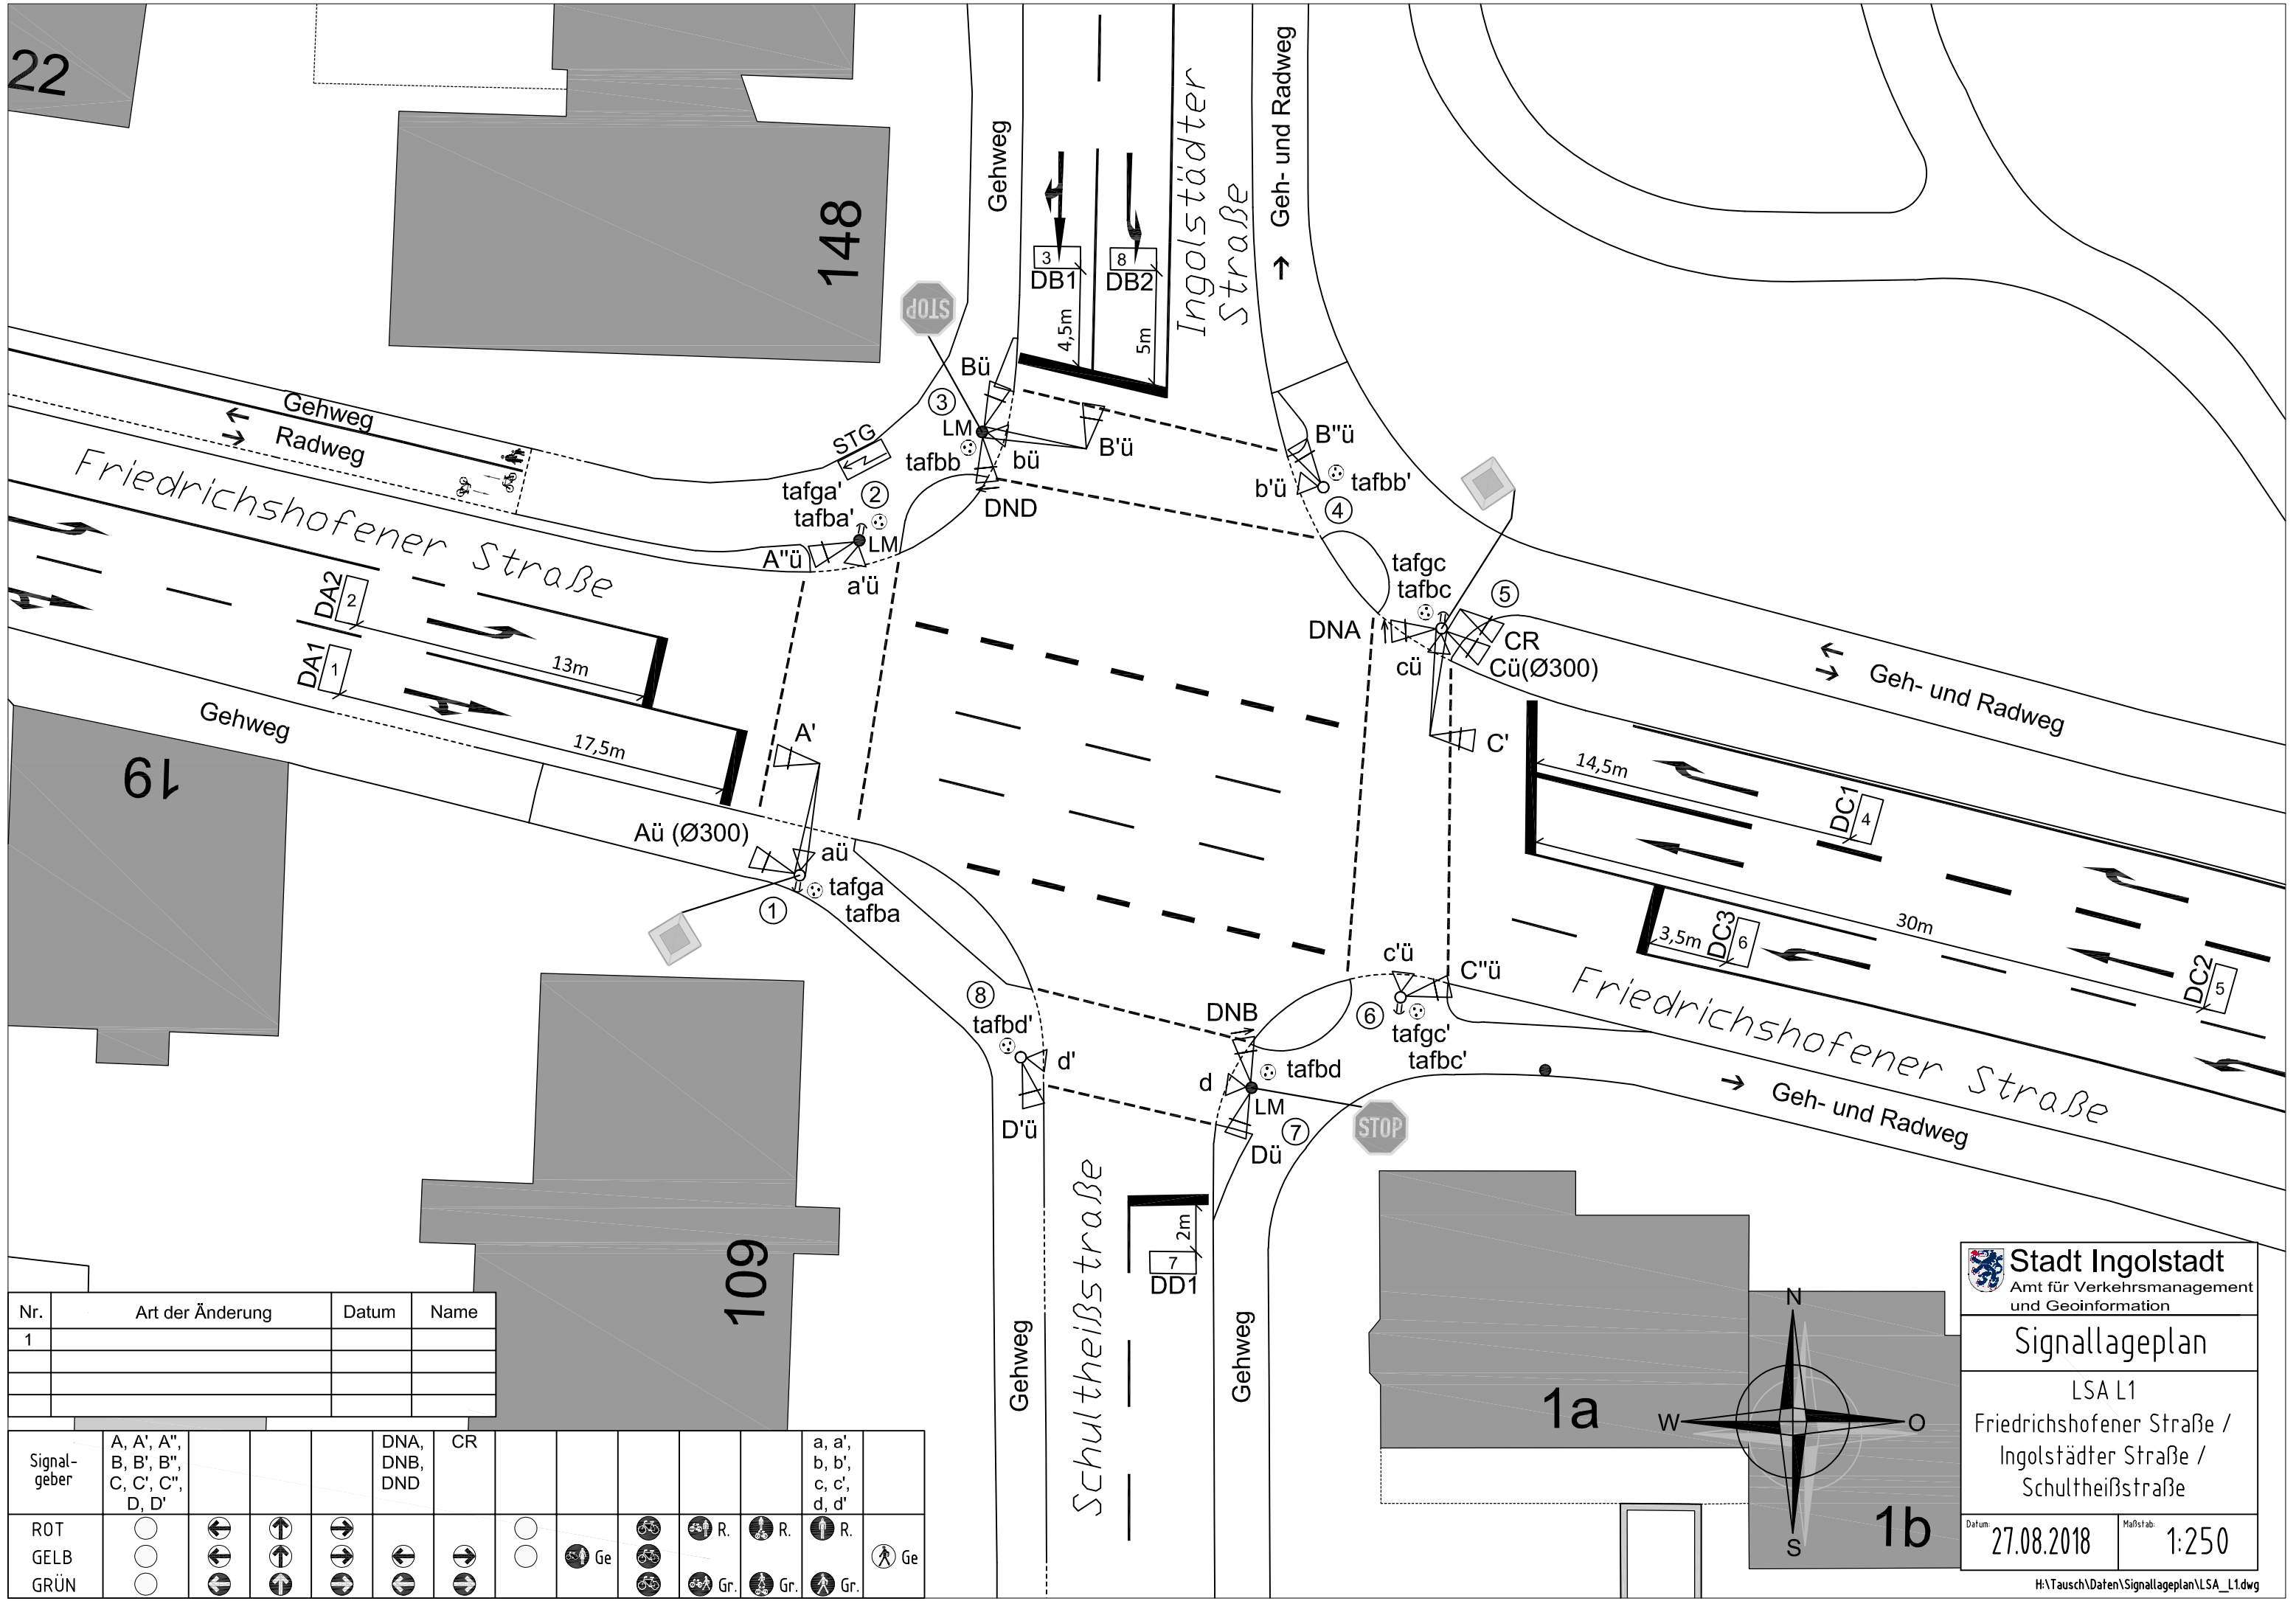 22
148
19
109
1a
1b
Gehweg
Ingolstädter
Straße
Geh- und Radweg
3
DB1
4,5m
8
DB2
5m
STOP
Bü
3
LM
tafbb
bü
B'ü
DND
STG
tafga'
tafba'
2
LM
A''ü
a'ü
B''ü
b'ü
tafbb'
4
tafgc
tafbc
5
DNA
cü
CR
Cü(Ø300)
C'
Gehweg
Radweg
Friedrichshofener Straße
DA2
2
13m
DA1
1
17,5m
Gehweg
A'
Aü (Ø300)
aü
tafga
tafba
1
Geh- und Radweg
14,5m
DC1
4
30m
3,5m
DC3
6
DC2
5
Friedrichshofener Straße
Geh- und Radweg
c'ü
C''ü
6
tafgc'
tafbc'
DNB
d
tafbd
LM
7
Dü
STOP
8
tafbd'
d'
D'ü
Schultheißstraße
2m
7
DD1
Gehweg
Gehweg
N
W
O
S
Nr. Art der Änderung Datum Name
1
Signal-
geber
A, A', A'',
B, B', B'',
C, C', C'',
D, D'
DNA,
DNB,
DND
CR
a, a',
b, b',
c, c',
d, d'
ROT R. R. R.
GELB Ge Ge
GRÜN Gr. Gr. Gr.
Stadt Ingolstadt
Amt für Verkehrsmanagement
und Geoinformation
Signallageplan
LSA L1
Friedrichshofener Straße /
Ingolstädter Straße /
Schultheißstraße
Datum: 27.08.2018
Maßstab: 1:250
H:\Tausch\Daten\Signallageplan\LSA_L1.dwg